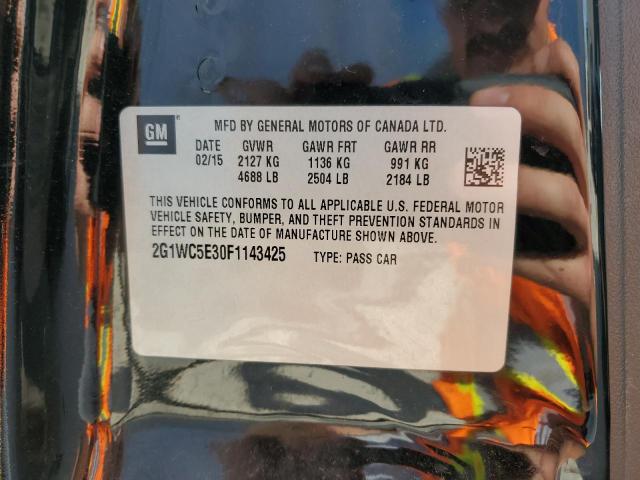 GM
MFD BY GENERAL MOTORS OF CANADA LTD.
DATE GVWR GAWR FRT GAWR RR
02/15 2127 KG 1136 KG 991 KG
4688 LB 2504 LB 2184 LB
THIS VEHICLE CONFORMS TO ALL APPLICABLE U.S. FEDERAL MOTOR
VEHICLE SAFETY, BUMPER, AND THEFT PREVENTION STANDARDS IN
EFFECT ON THE DATE OF MANUFACTURE SHOWN ABOVE.
2G1WC5E30F1143425 TYPE: PASS CAR